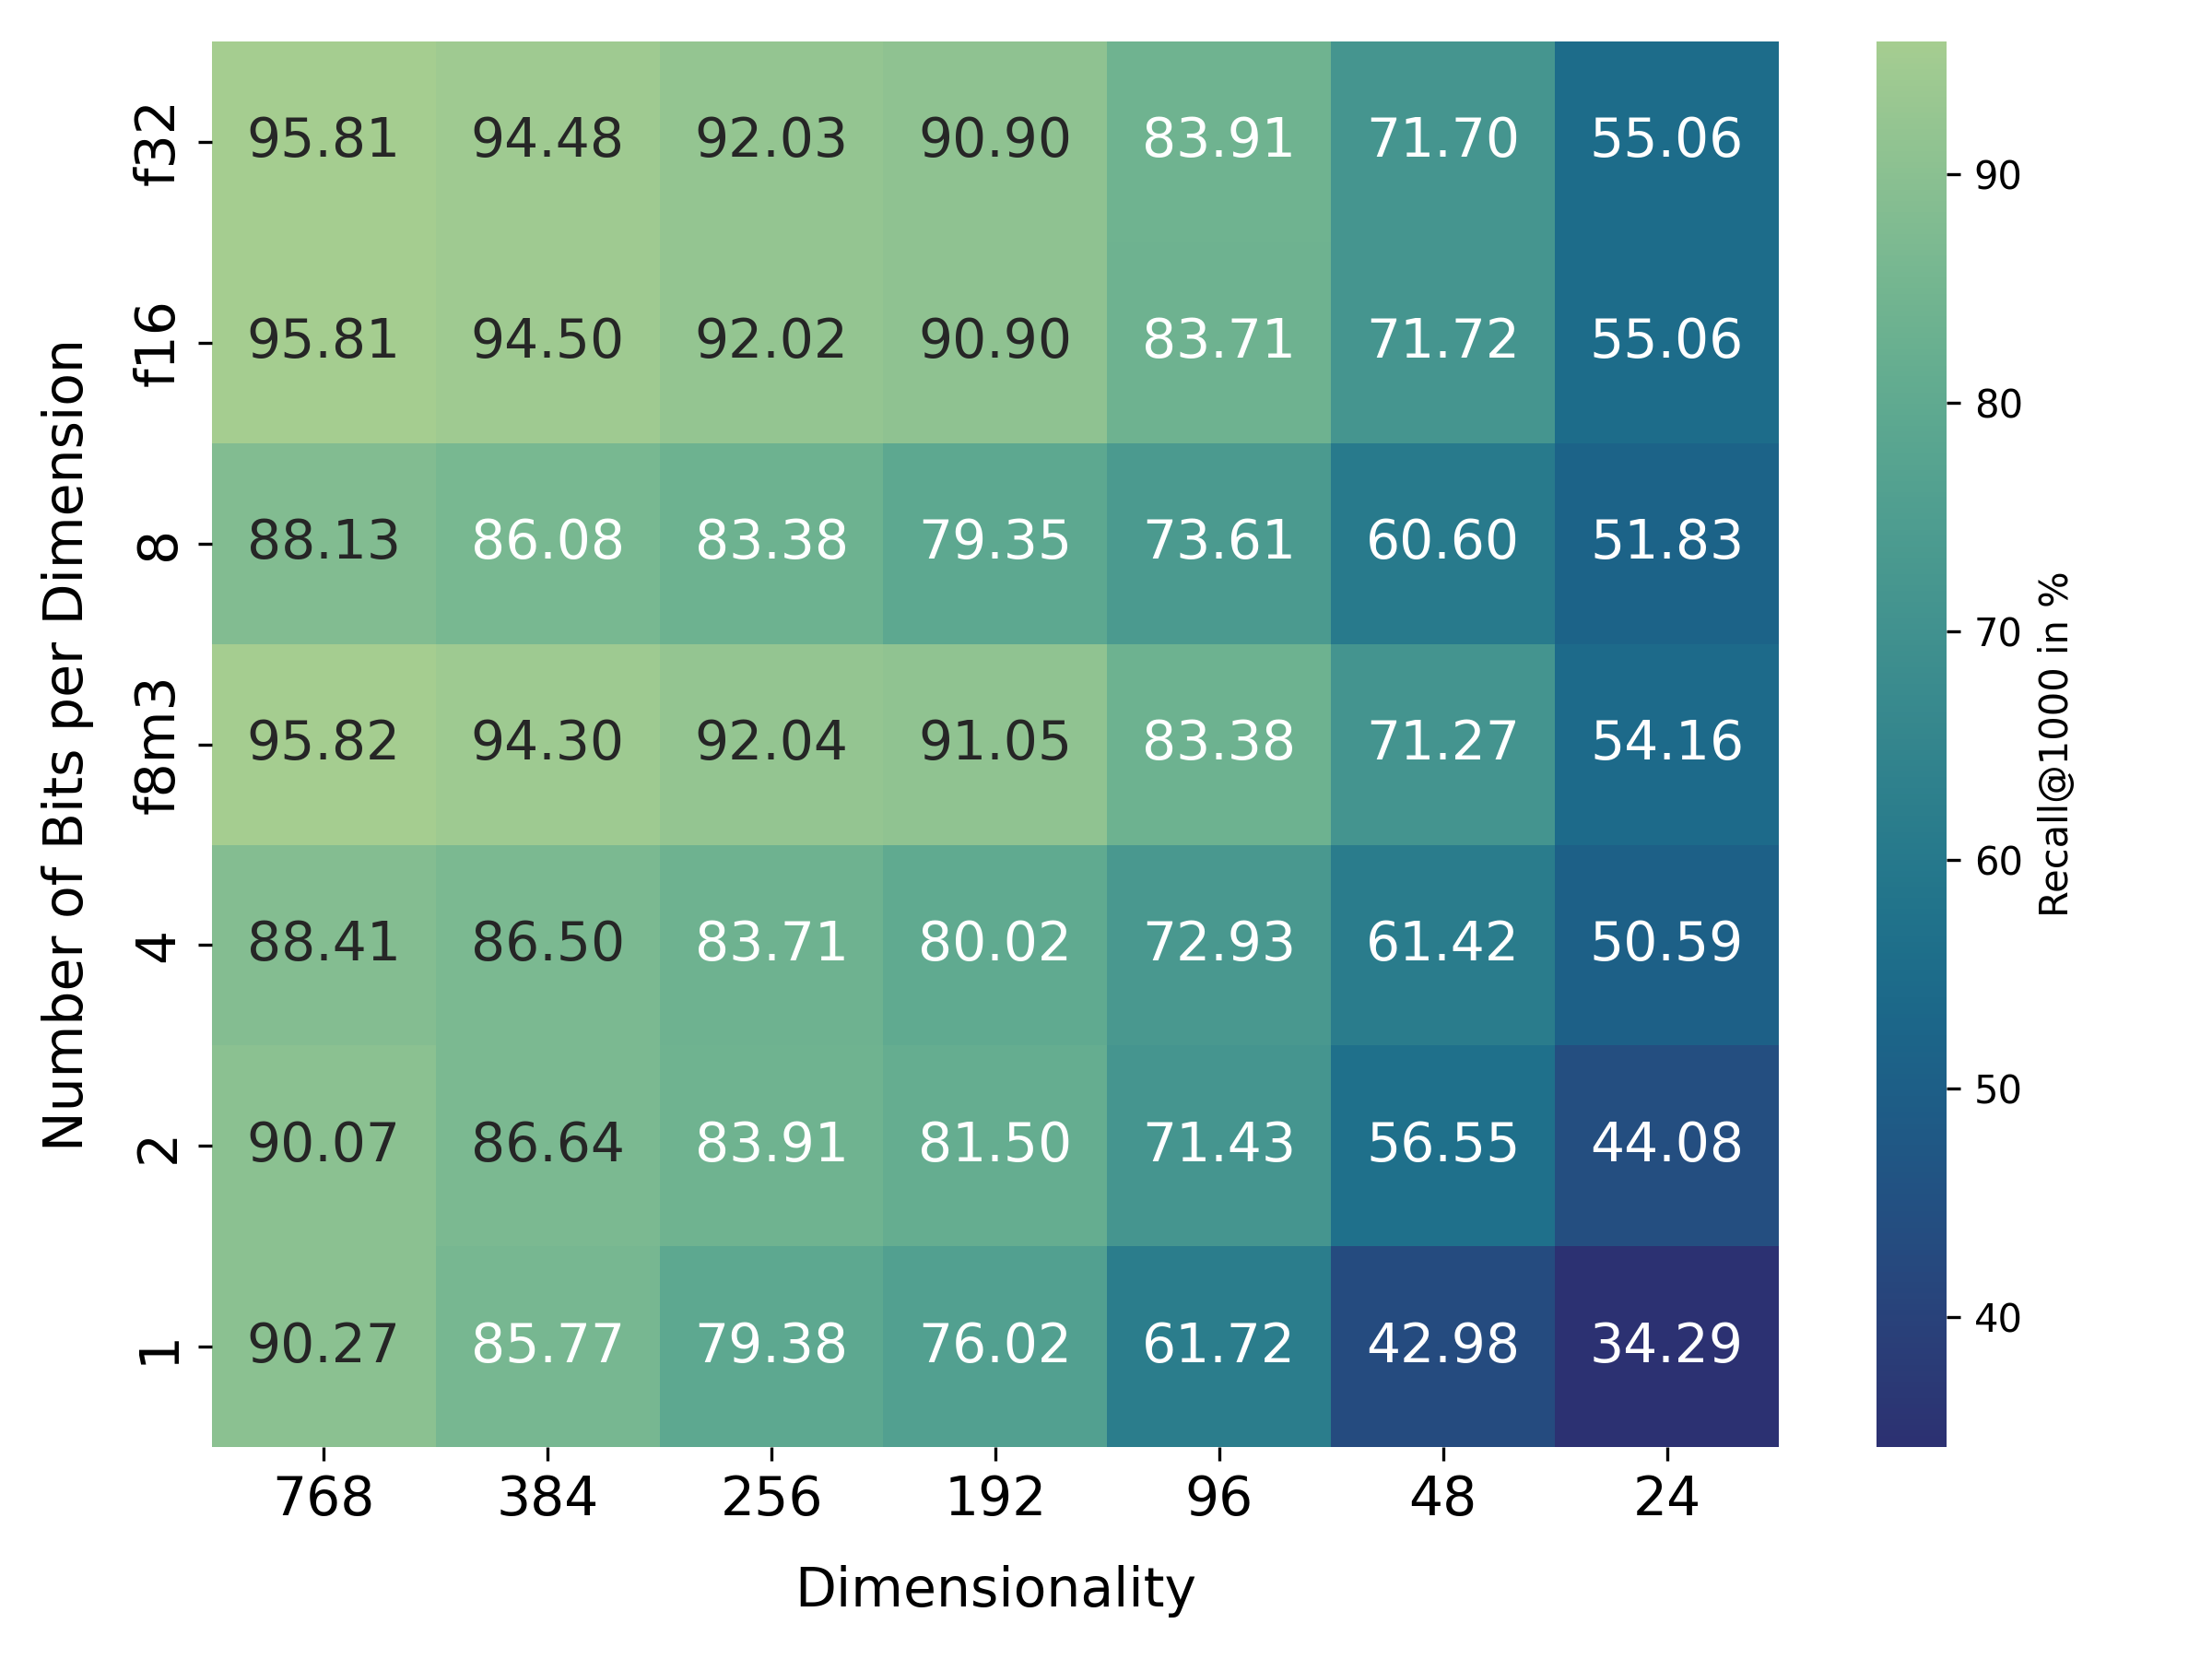 Number of Bits per Dimension
f32 95.81 94.48 92.03 90.90 83.91 71.70 55.06
f16 95.81 94.50 92.02 90.90 83.71 71.72 55.06
8 88.13 86.08 83.38 79.35 73.61 60.60 51.83
f8m3 95.82 94.30 92.04 91.05 83.38 71.27 54.16
4 88.41 86.50 83.71 80.02 72.93 61.42 50.59
2 90.07 86.64 83.91 81.50 71.43 56.55 44.08
1 90.27 85.77 79.38 76.02 61.72 42.98 34.29
768 384 256 192 96 48 24
Dimensionality
90
80
70
60
50
40
Recall@1000 in %